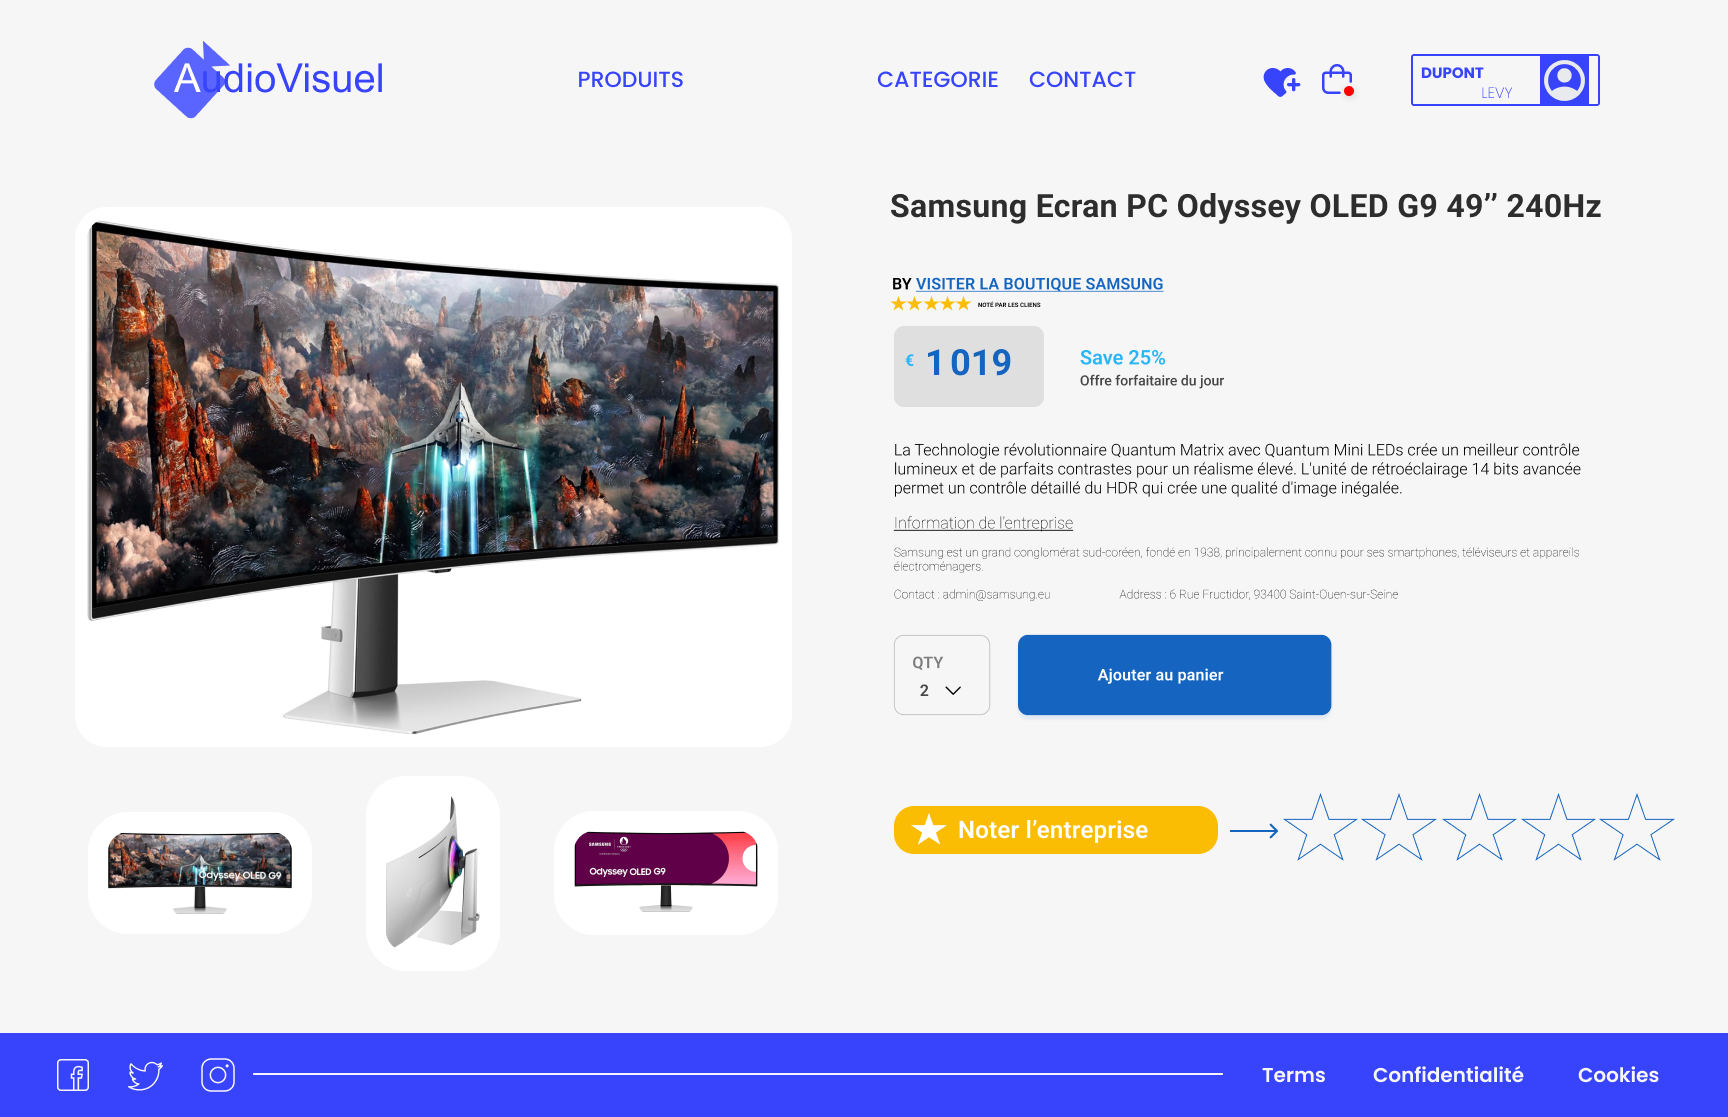 AudioVisuel
PRODUITS
CATEGORIE
CONTACT
DUPONT
LEVY
Samsung Ecran PC Odyssey OLED G9 49’’ 240Hz
BY VISITER LA BOUTIQUE SAMSUNG
NOTÉ PAR LES CLIENS
€ 1 019
Save 25%
Offre forfaitaire du jour
La Technologie révolutionnaire Quantum Matrix avec Quantum Mini LEDs crée un meilleur contrôle
lumineux et de parfaits contrastes pour un réalisme élevé. L'unité de rétroéclairage 14 bits avancée
permet un contrôle détaillé du HDR qui crée une qualité d'image inégalée.
Information de l’entreprise
Samsung est un grand conglomérat sud-coréen, fondé en 1938, principalement connu pour ses smartphones, téléviseurs et appareils
électroménagers.
Contact : admin@samsung.eu
Address : 6 Rue Fructidor, 93400 Saint-Ouen-sur-Seine
QTY
2
Ajouter au panier
Noter l’entreprise
Odyssey OLED G9
SAMSUNG
Odyssey OLED G9
Terms
Confidentialité
Cookies